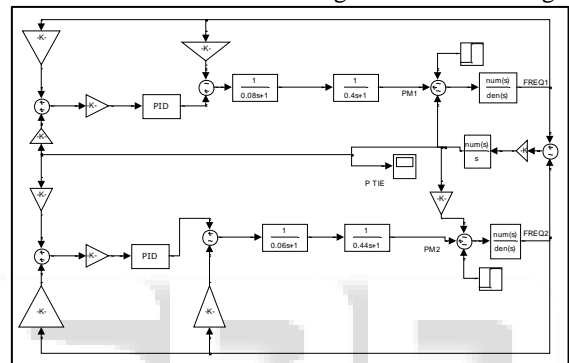 -K-
-K-
-K-
PID
1
0.08s+1
1
0.4s+1
PM1
num(s)
den(s)
FREQ1
-K-
P TIE
num(s)
s
-K-
-K-
-K-
-K-
PID
1
0.06s+1
1
0.44s+1
PM2
num(s)
den(s)
FREQ2
-K-
-K-